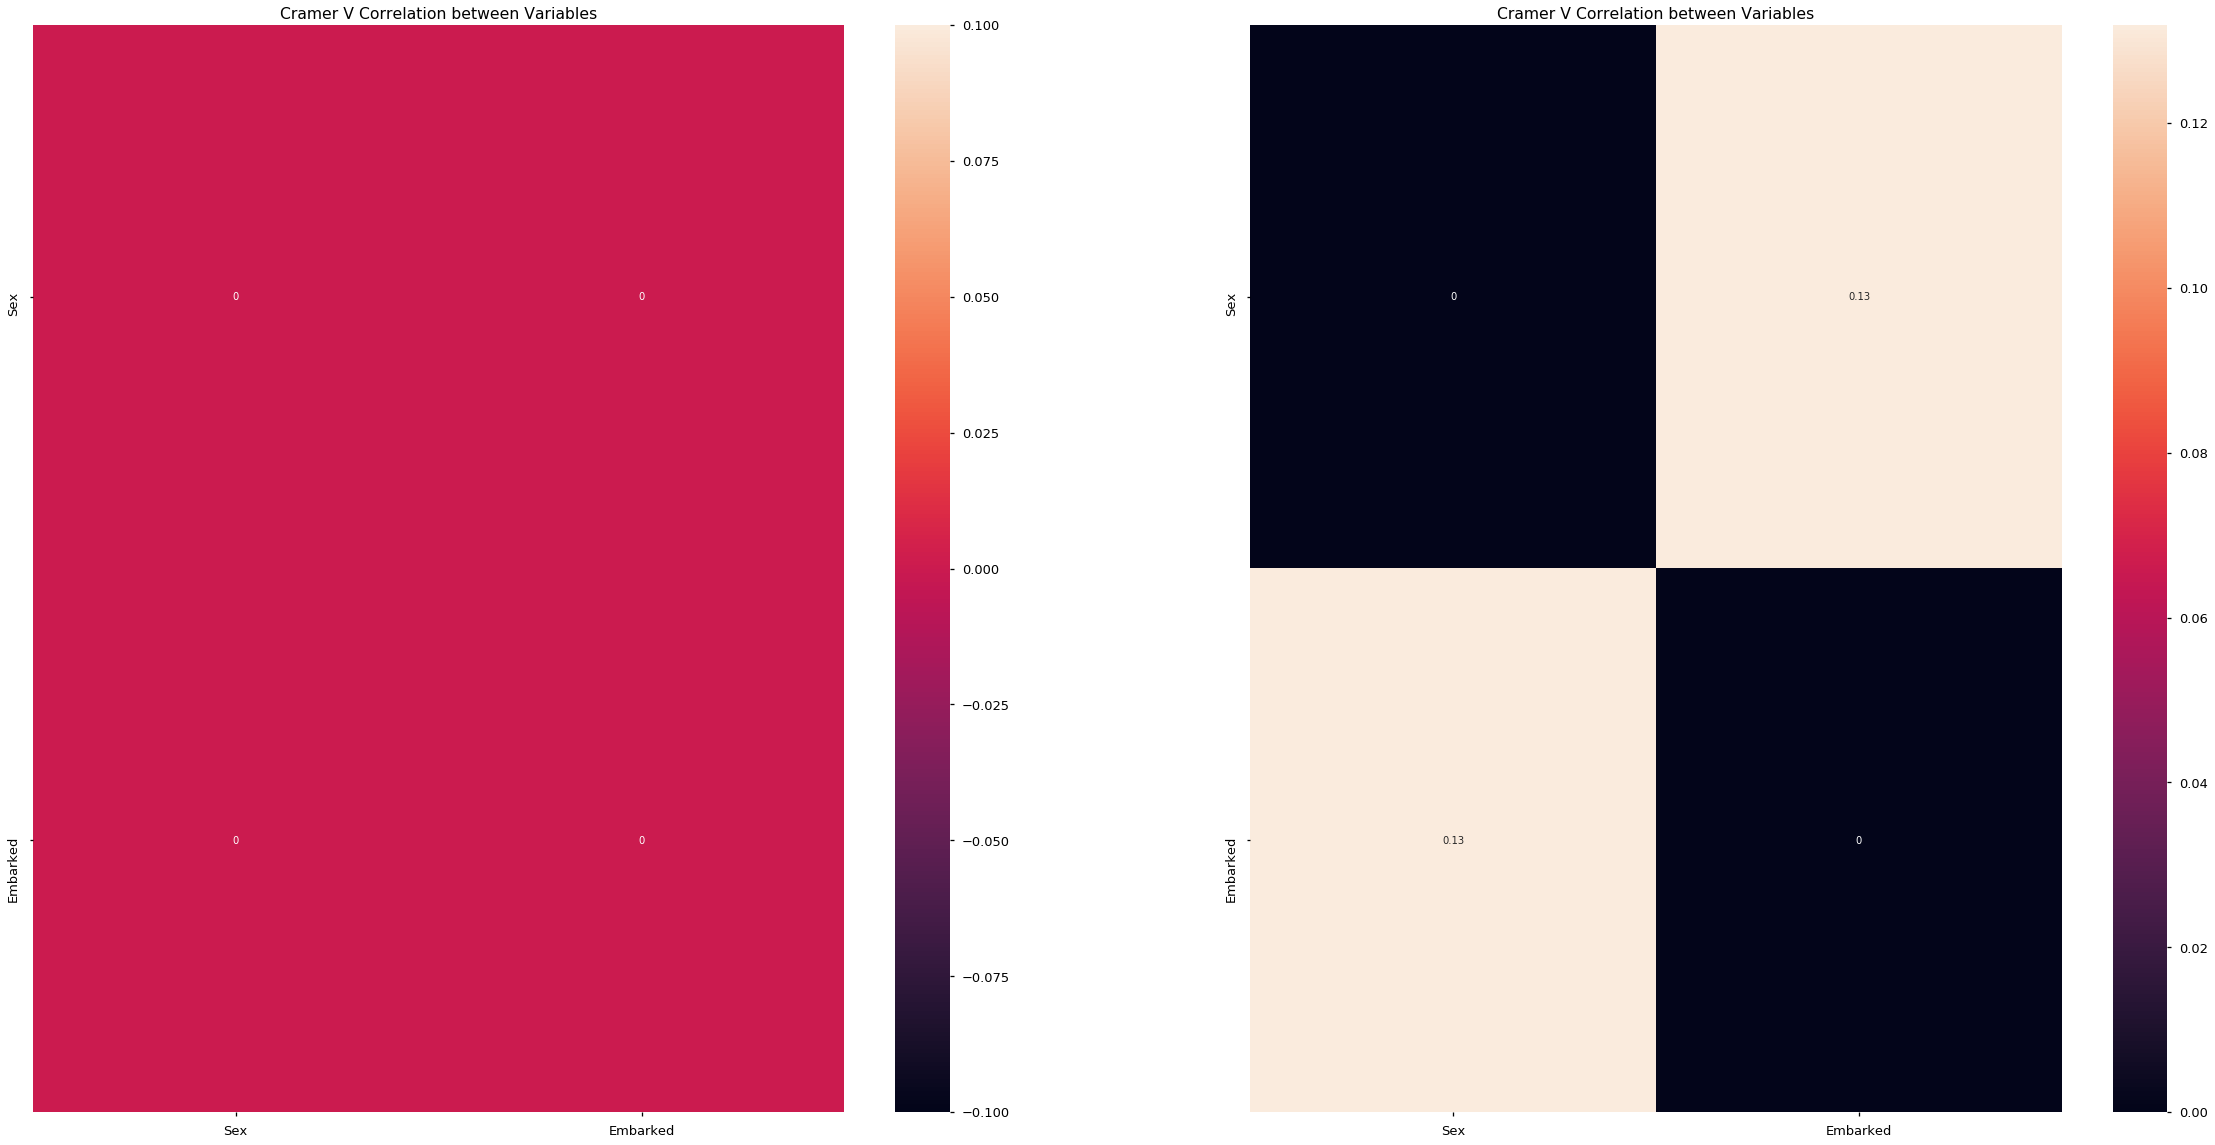 Cramer V Correlation between Variables
Sex
Embarked
0 0
0 0
Sex Embarked
0.100
0.075
0.050
0.025
0.000
−0.025
−0.050
−0.075
−0.100
Cramer V Correlation between Variables
Sex
Embarked
0 0.13
0.13 0
Sex Embarked
0.12
0.10
0.08
0.06
0.04
0.02
0.00